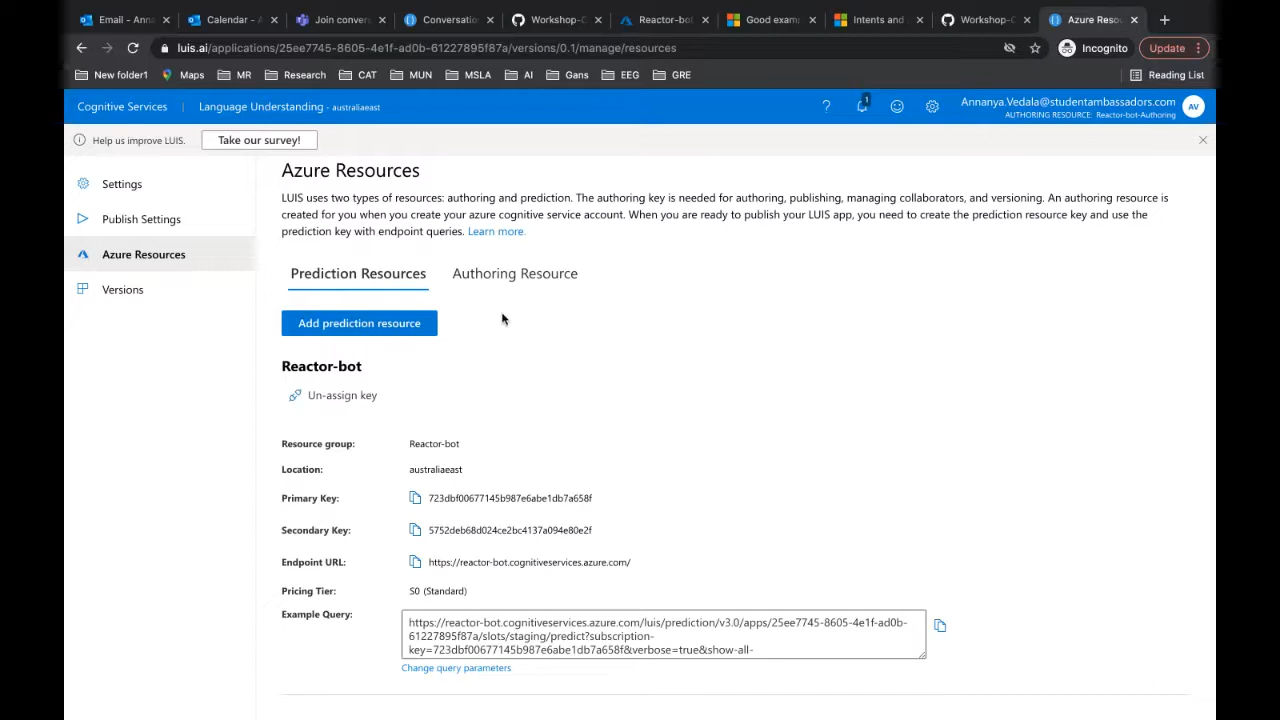 Email - Anna
Calendar - A
Join conver
Conversatio
Workshop-C
Reactor-bo
Good exam
Intents and
Workshop-C
Azure Reso
luis.ai/applications/25ee7745-8605-4e1f-ad0b-61227895f87a/versions/0.1/manage/resources
Incognito
Update
New folder1
Maps
MR
Research
CAT
MUN
MSLA
AI
Gans
EEG
GRE
Reading List
Cognitive Services | Language Understanding - australiaeast
? 1
Annanya.Vedala@studentambassadors.com
AUTHORING RESOURCE: Reactor-bot-Authoring
AV
Help us improve LUIS.
Take our survey!
Settings
Publish Settings
Azure Resources
Versions
Azure Resources
LUIS uses two types of resources: authoring and prediction. The authoring key is needed for authoring, publishing, managing collaborators, and versioning. An authoring resource is
created for you when you create your azure cognitive service account. When you are ready to publish your LUIS app, you need to create the prediction resource key and use the
prediction key with endpoint queries. Learn more.
Prediction Resources
Authoring Resource
Add prediction resource
Reactor-bot
Un-assign key
Resource group: Reactor-bot
Location: australiaeast
Primary Key: 723dbf00677145b987e6abe1db7a658f
Secondary Key: 5752deb68d024ce2bc4137a094e80e2f
Endpoint URL: https://reactor-bot.cognitiveservices.azure.com/
Pricing Tier: S0 (Standard)
Example Query:
https://reactor-bot.cognitiveservices.azure.com/luis/prediction/v3.0/apps/25ee7745-8605-4e1f-ad0b-
61227895f87a/slots/staging/predict?subscription-
key=723dbf00677145b987e6abe1db7a658f&verbose=true&show-all-
Change query parameters